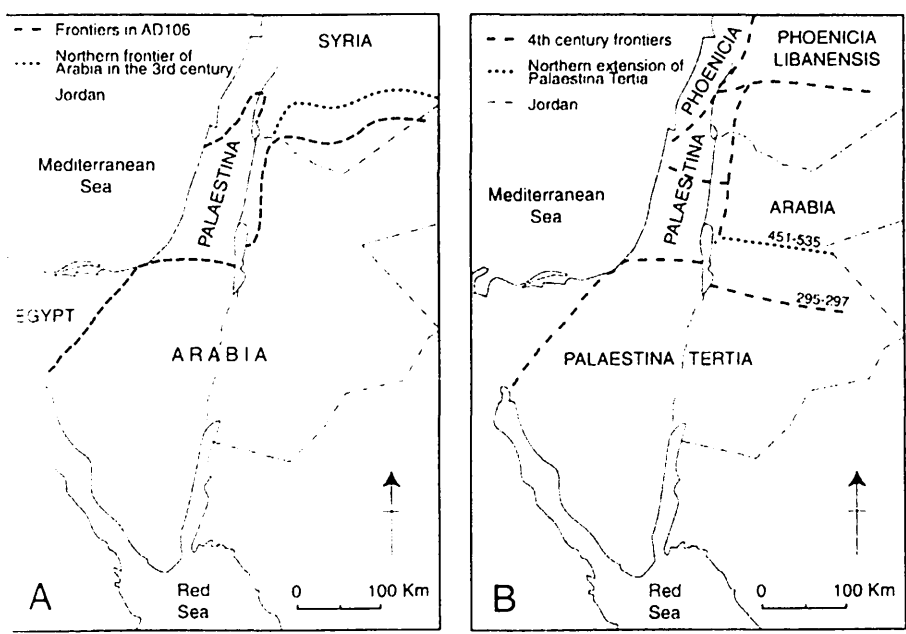 Frontiers in AD106
Northern frontier of
Arabia in the 3rd century
Jordan
SYRIA
Mediterranean
Sea
PALAESTINA
EGYPT
ARABIA
A
Red
Sea
0 100 Km
4th century frontiers
Northern extension of
Palaestina Tertia
Jordan
PHOENICIA
PHOENICIA
LIBANENSIS
Mediterranean
Sea
PALAESITINA
ARABIA
451-535
295-297
PALAESTINA TERTIA
B
Red
Sea
0 100 Km